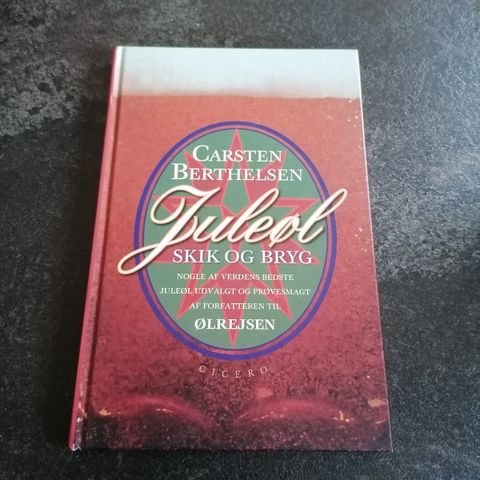 CARSTEN
BERTHELSEN
Juleøl
SKIK OG BRYG
NOGLE AF VERDENS BEDSTE
JULEØL UDVALGT OG PRØVESMAGT
AF FORFATTEREN TIL
ØLREJSEN
CICERO